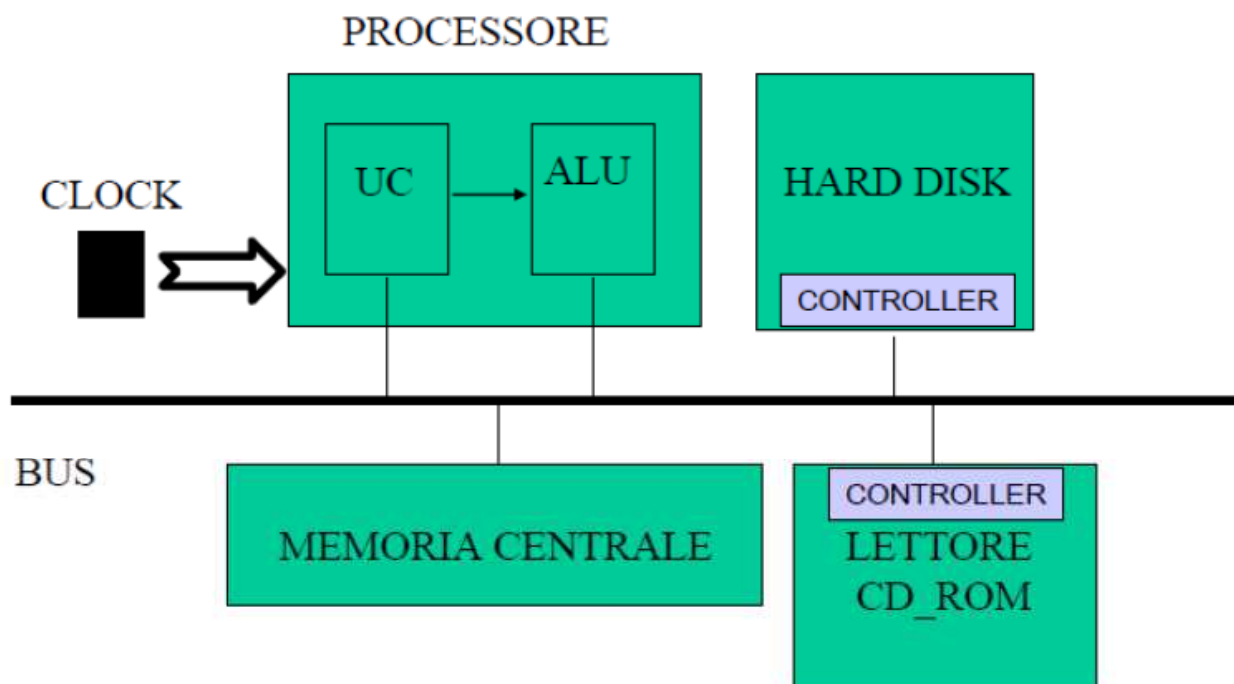 PROCESSORE
UC
ALU
HARD DISK
CLOCK
CONTROLLER
BUS
CONTROLLER
MEMORIA CENTRALE
LETTORE
CD_ROM